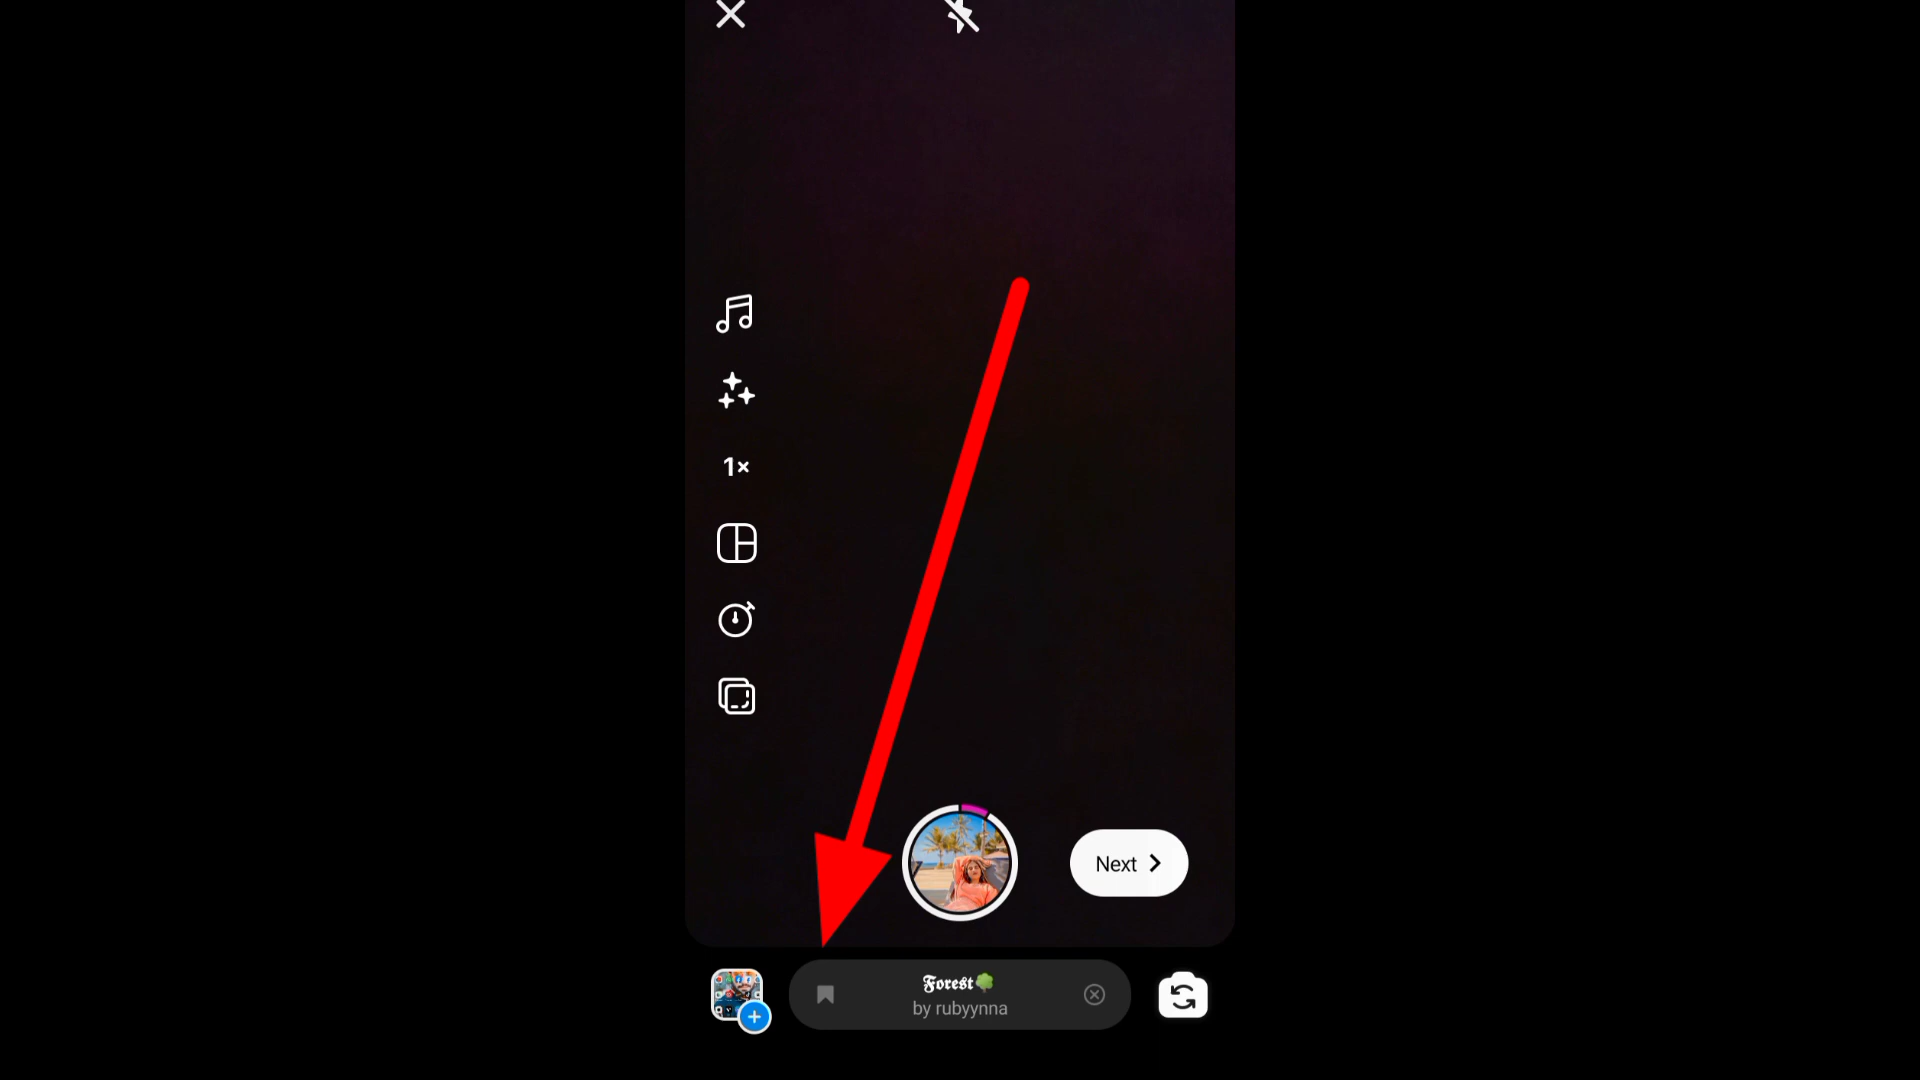 1×
Next
𝕱𝖔𝖗𝖊𝖘𝖙🌳
by rubyynna